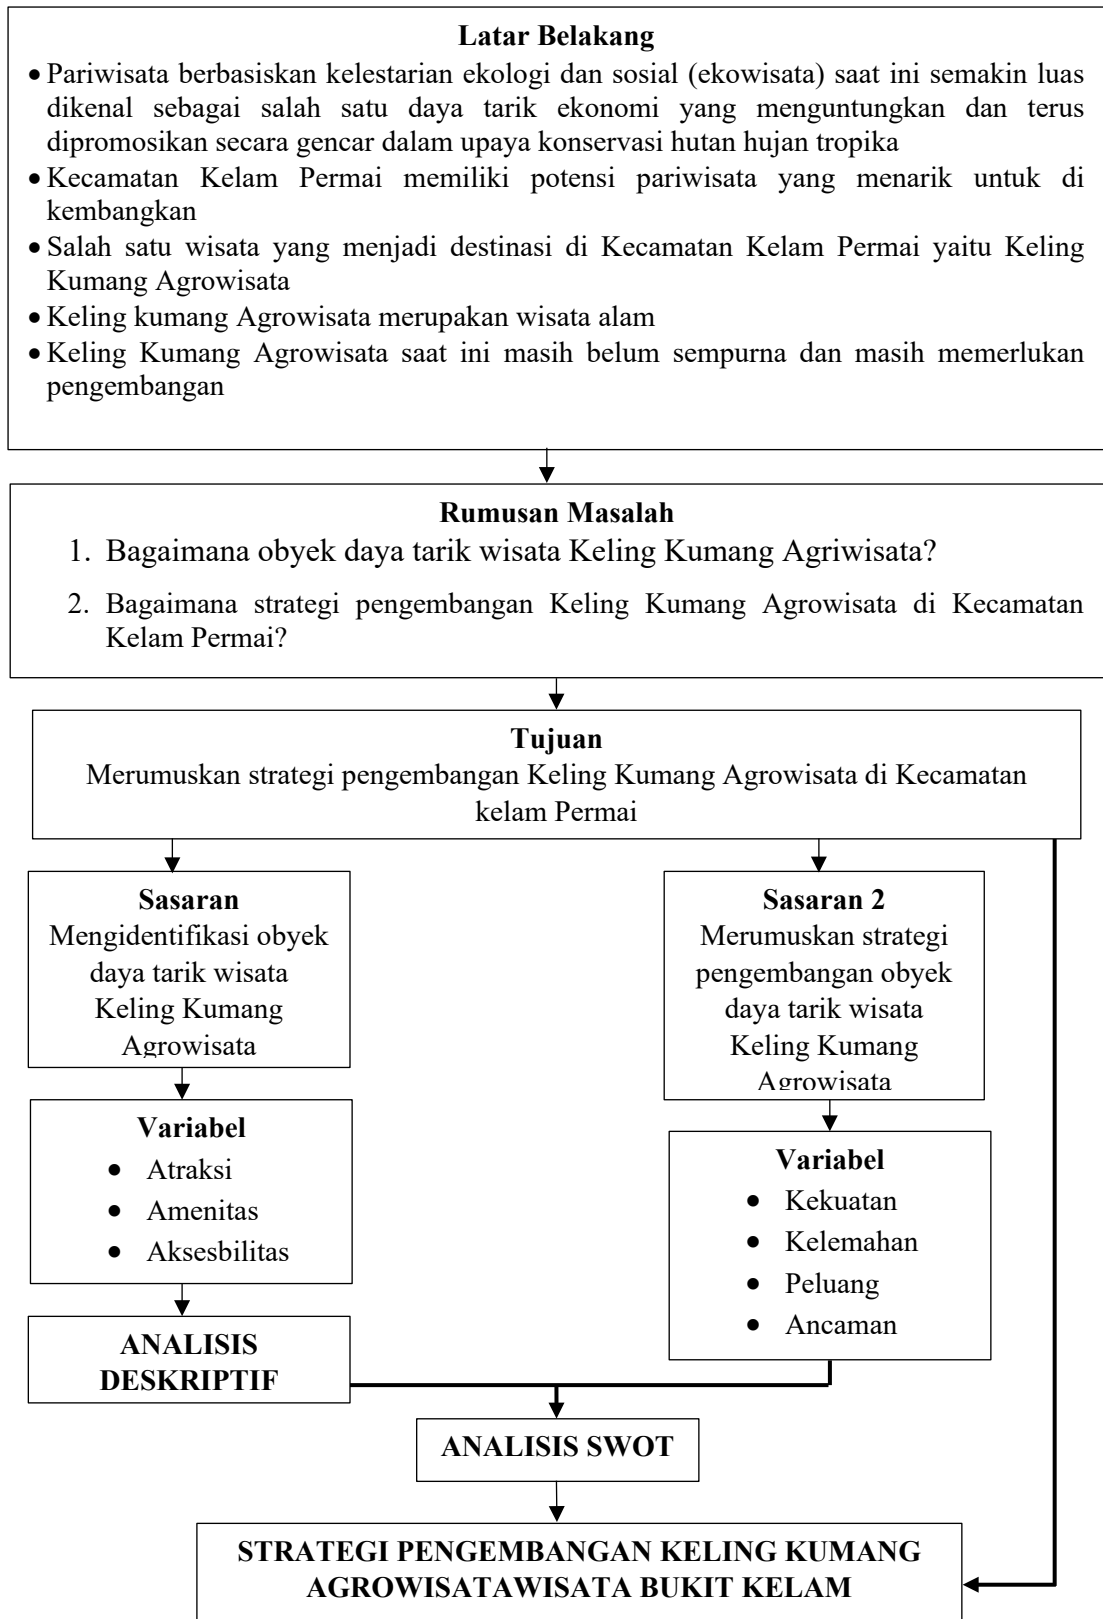 Latar Belakang
• Pariwisata berbasiskan kelestarian ekologi dan sosial (ekowisata) saat ini semakin luas
dikenal sebagai salah satu daya tarik ekonomi yang menguntungkan dan terus
dipromosikan secara gencar dalam upaya konservasi hutan hujan tropika
• Kecamatan Kelam Permai memiliki potensi pariwisata yang menarik untuk di
kembangkan
• Salah satu wisata yang menjadi destinasi di Kecamatan Kelam Permai yaitu Keling
Kumang Agrowisata
• Keling kumang Agrowisata merupakan wisata alam
• Keling Kumang Agrowisata saat ini masih belum sempurna dan masih memerlukan
pengembangan
Rumusan Masalah
1. Bagaimana obyek daya tarik wisata Keling Kumang Agriwisata?
2. Bagaimana strategi pengembangan Keling Kumang Agrowisata di Kecamatan
Kelam Permai?
Tujuan
Merumuskan strategi pengembangan Keling Kumang Agrowisata di Kecamatan
kelam Permai
Sasaran
Mengidentifikasi obyek
daya tarik wisata
Keling Kumang
Agrowisata
Sasaran 2
Merumuskan strategi
pengembangan obyek
daya tarik wisata
Keling Kumang
Agrowisata
Variabel
• Atraksi
• Amenitas
• Aksesbilitas
Variabel
• Kekuatan
• Kelemahan
• Peluang
• Ancaman
ANALISIS
DESKRIPTIF
ANALISIS SWOT
STRATEGI PENGEMBANGAN KELING KUMANG
AGROWISATAWISATA BUKIT KELAM